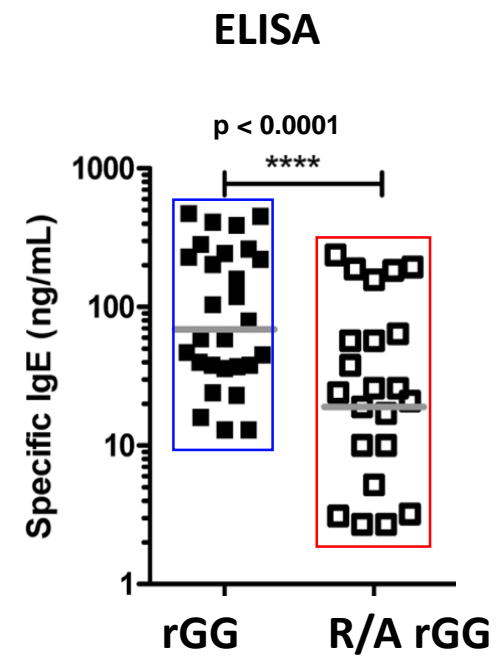 ELISA
p < 0.0001
****
1000
100
10
1
Specific IgE (ng/mL)
rGG
R/A rGG